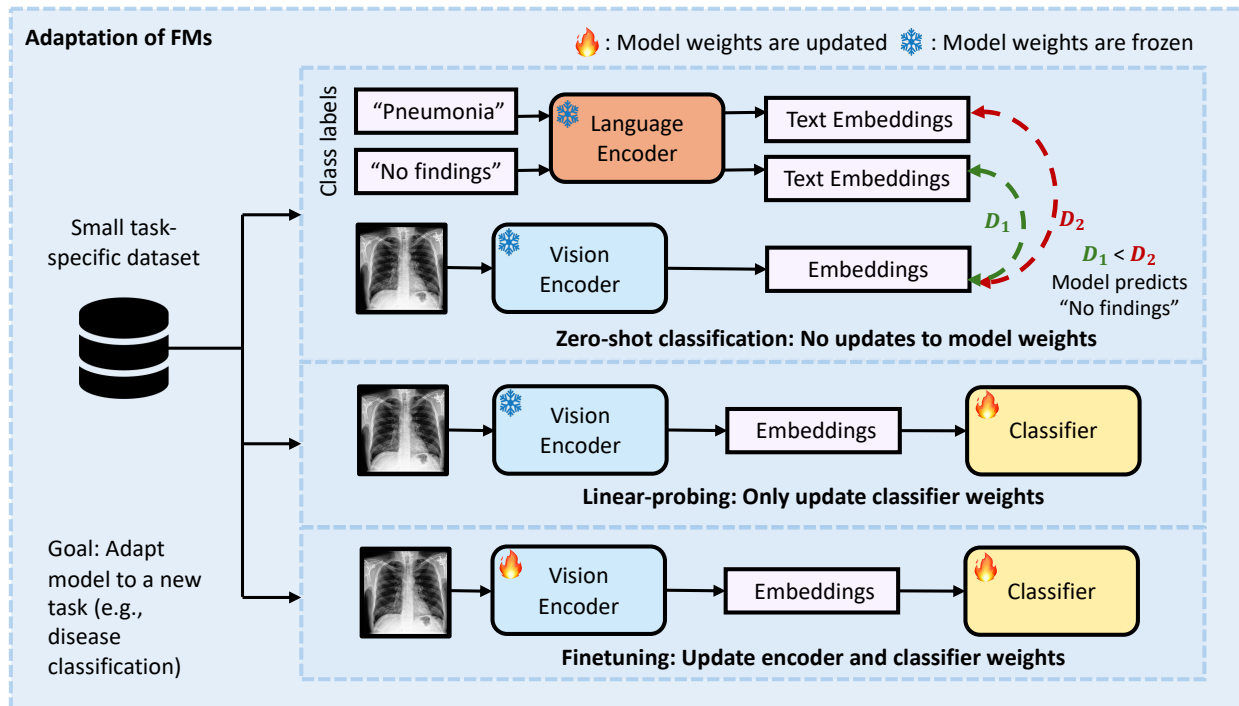 Adaptation of FMs
: Model weights are updated
: Model weights are frozen
Class labels
“Pneumonia”
“No findings”
Language
Encoder
Text Embeddings
Text Embeddings
Small task-
specific dataset
Vision
Encoder
Embeddings
D₁
D₂
D₁ < D₂
Model predicts
“No findings”
Zero-shot classification: No updates to model weights
Vision
Encoder
Embeddings
Classifier
Linear-probing: Only update classifier weights
Goal: Adapt
model to a new
task (e.g.,
disease
classification)
Vision
Encoder
Embeddings
Classifier
Finetuning: Update encoder and classifier weights